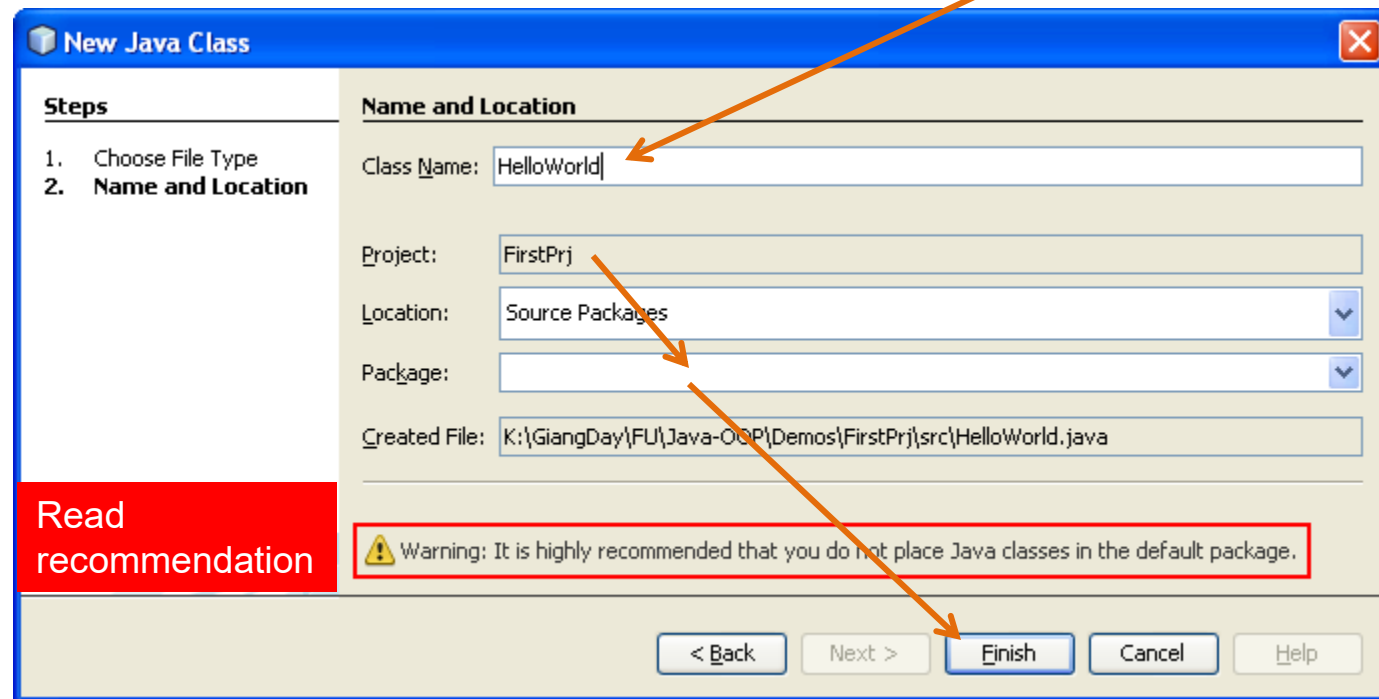 New Java Class
Steps
1. Choose File Type
2. Name and Location
Name and Location
Class Name: HelloWorld
Project: FirstPrj
Location: Source Packages
Package:
Created File: K:\GiangDay\FU\Java-OOP\Demos\FirstPrj\src\HelloWorld.java
Read
recommendation
Warning: It is highly recommended that you do not place Java classes in the default package.
< Back Next > Finish Cancel Help